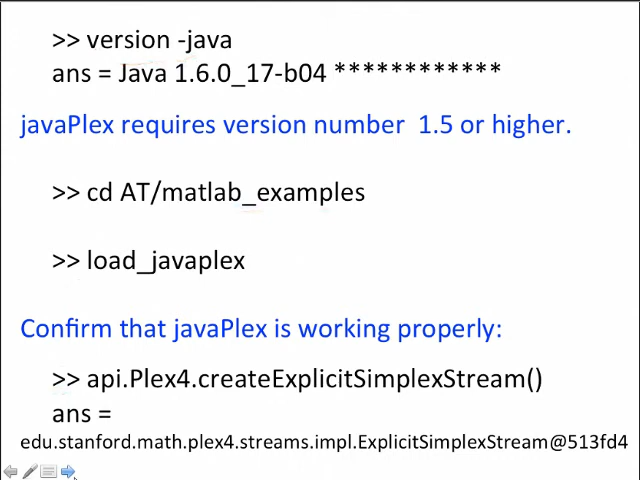 >> version -java
ans = Java 1.6.0_17-b04 ************
javaPlex requires version number 1.5 or higher.
>> cd AT/matlab_examples
>> load_javaplex
Confirm that javaPlex is working properly:
>> api.Plex4.createExplicitSimplexStream()
ans =
edu.stanford.math.plex4.streams.impl.ExplicitSimplexStream@513fd4